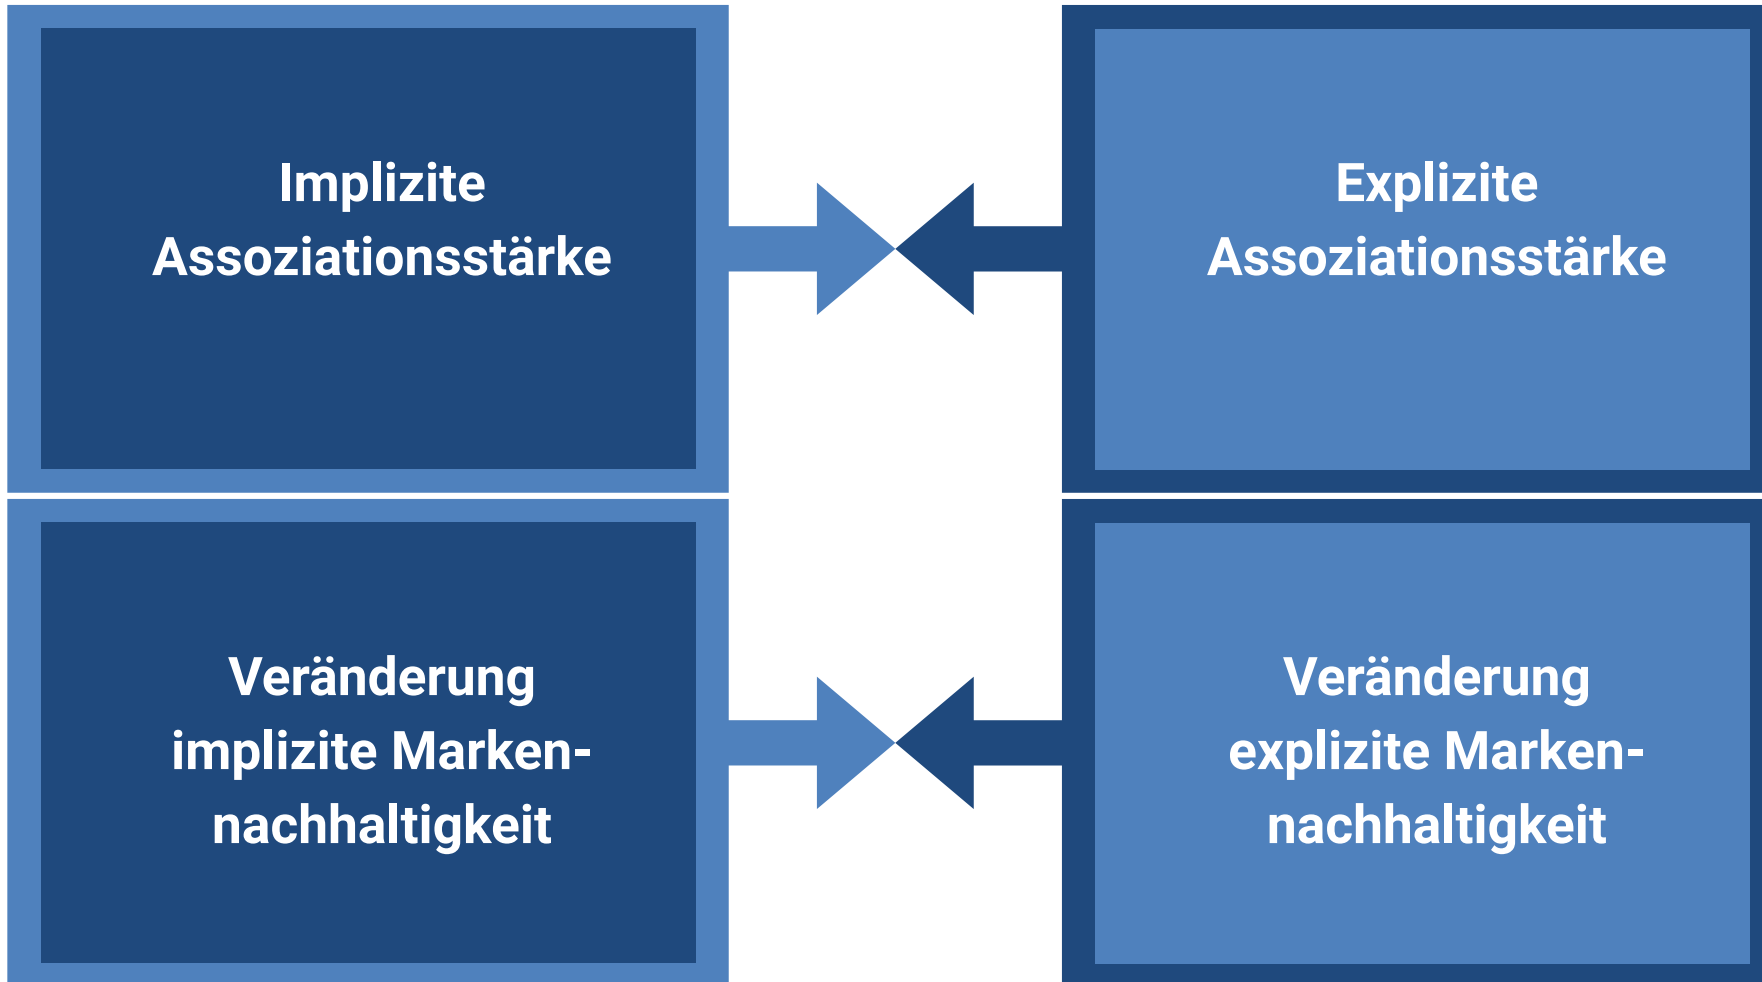 Implizite
Assoziationsstärke
Explizite
Assoziationsstärke
Veränderung
implizite Marken-
nachhaltigkeit
Veränderung
explizite Marken-
nachhaltigkeit